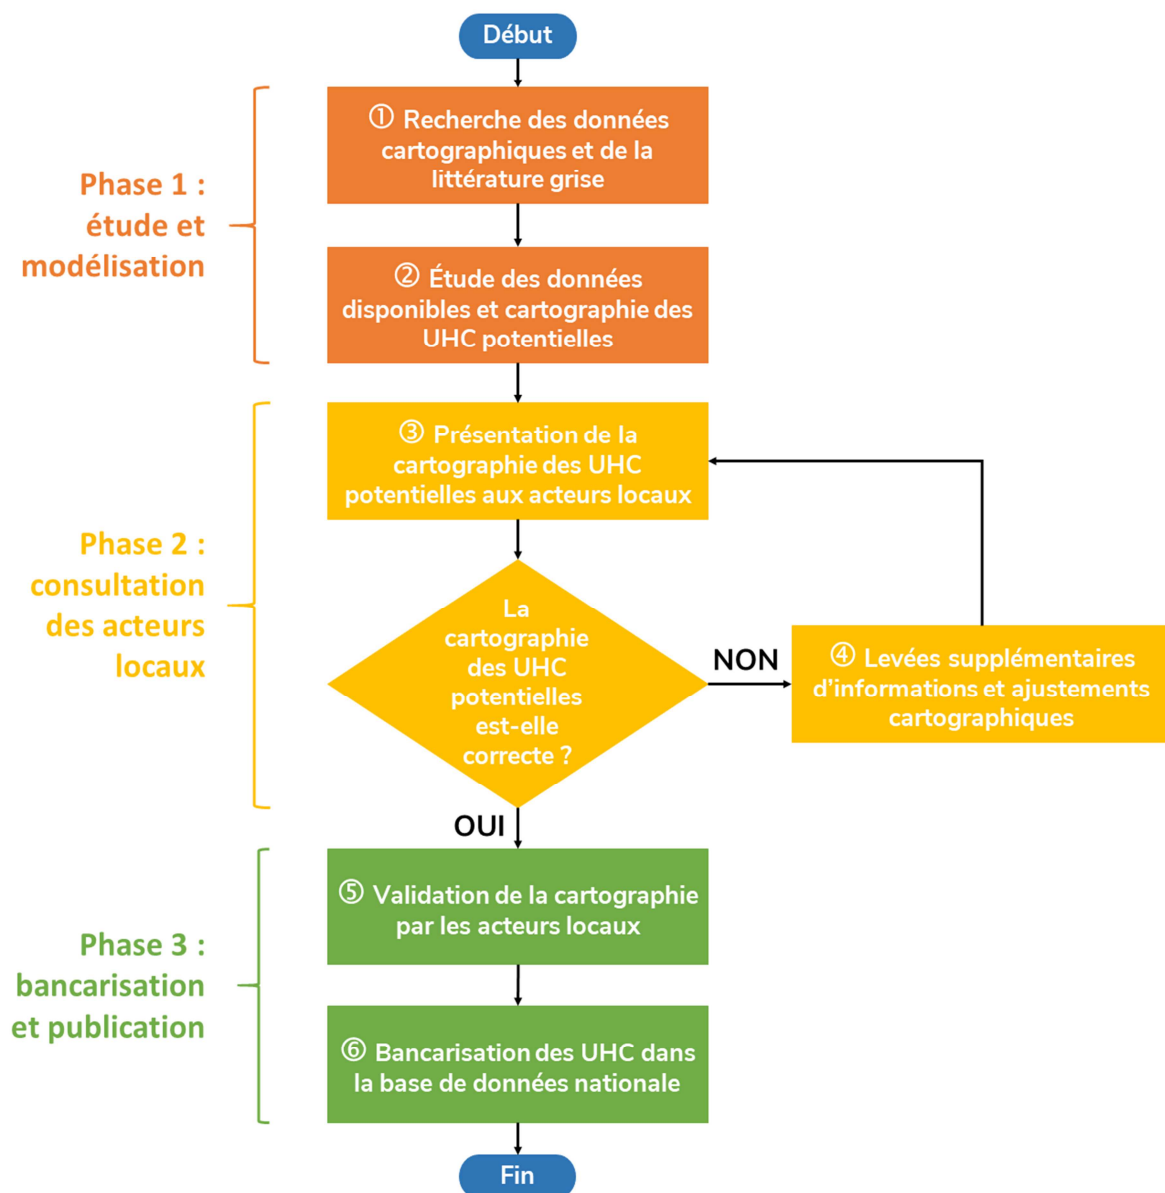 Début
Phase 1 :
étude et
modélisation
① Recherche des données
cartographiques et de la
littérature grise
② Étude des données
disponibles et cartographie des
UHC potentielles
Phase 2 :
consultation
des acteurs
locaux
③ Présentation de la
cartographie des UHC
potentielles aux acteurs locaux
La
cartographie
des UHC
potentielles
est-elle
correcte ?
NON
④ Levées supplémentaires
d’informations et ajustements
cartographiques
OUI
Phase 3 :
bancarisation
et publication
⑤ Validation de la cartographie
par les acteurs locaux
⑥ Bancarisation des UHC dans
la base de données nationale
Fin